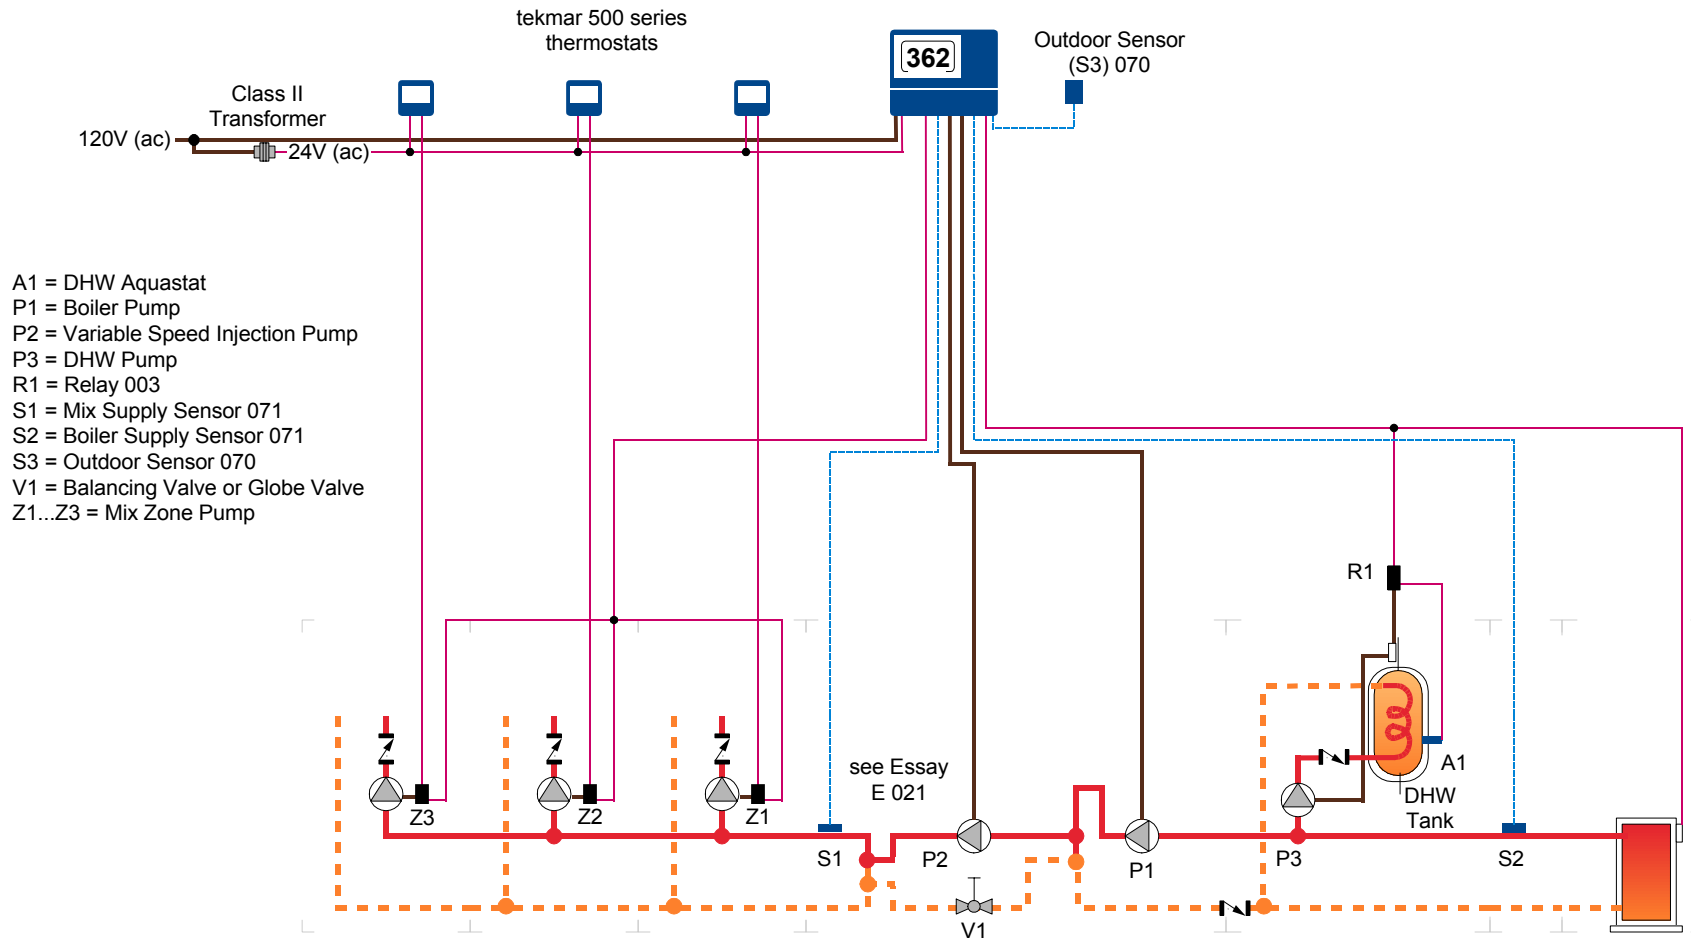 tekmar 500 series
thermostats
362
Outdoor Sensor
(S3) 070
Class II
Transformer
120V (ac)
24V (ac)
A1 = DHW Aquastat
P1 = Boiler Pump
P2 = Variable Speed Injection Pump
P3 = DHW Pump
R1 = Relay 003
S1 = Mix Supply Sensor 071
S2 = Boiler Supply Sensor 071
S3 = Outdoor Sensor 070
V1 = Balancing Valve or Globe Valve
Z1...Z3 = Mix Zone Pump
R1
see Essay
E 021
A1
DHW
Tank
Z3
Z2
Z1
S1
P2
P1
P3
S2
V1